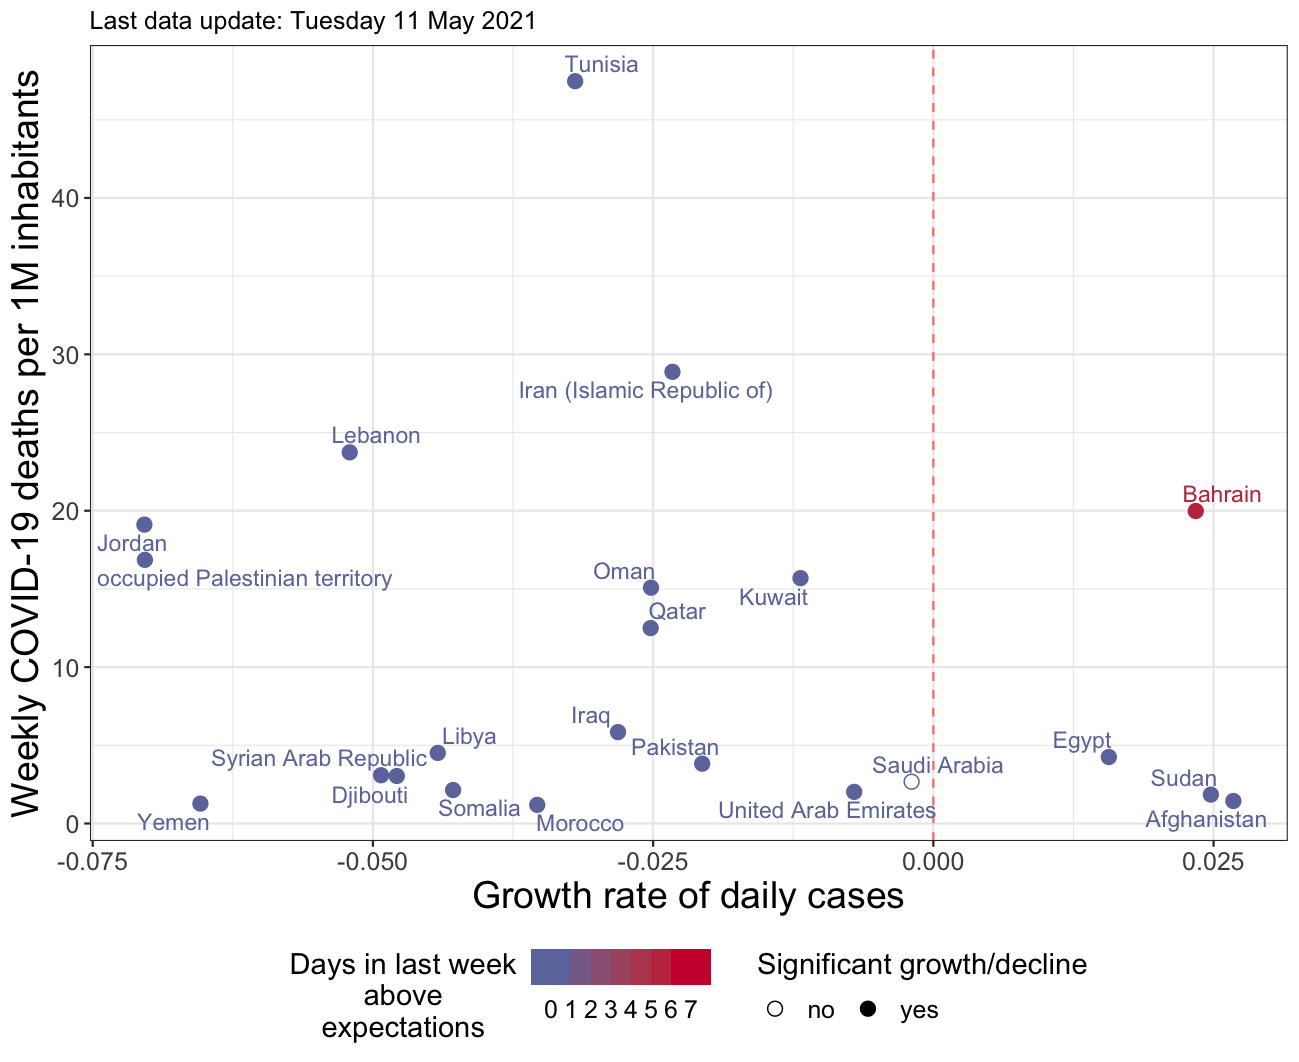 Last data update: Tuesday 11 May 2021
Weekly COVID-19 deaths per 1M inhabitants
40
30
20
10
0
Tunisia
Iran (Islamic Republic of)
Lebanon
Bahrain
Jordan
occupied Palestinian territory
Oman
Kuwait
Qatar
Iraq
Libya
Pakistan
Egypt
Syrian Arab Republic
Saudi Arabia
Sudan
Djibouti
Somalia
United Arab Emirates
Yemen
Morocco
Afghanistan
-0.075 -0.050 -0.025 0.000 0.025
Growth rate of daily cases
Days in last week
above
expectations
0 1 2 3 4 5 6 7
Significant growth/decline
no yes